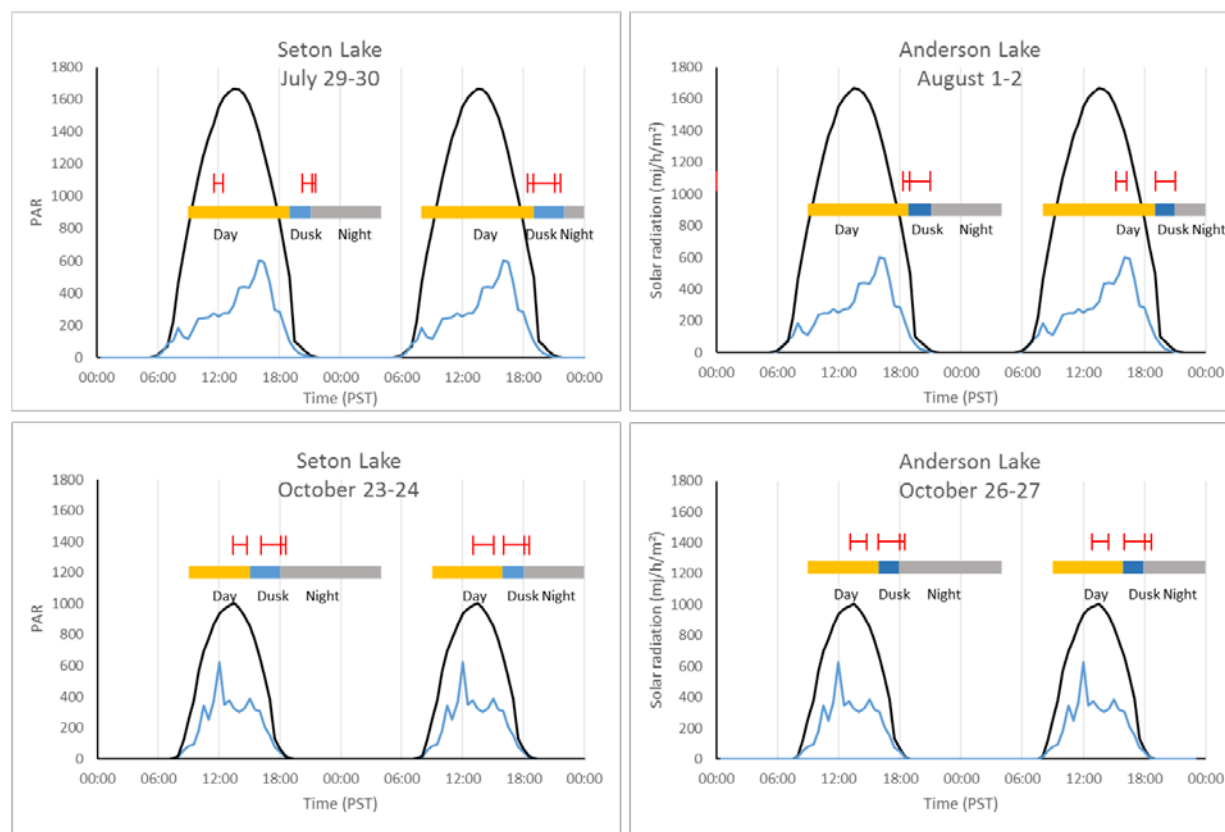 Seton Lake
July 29-30
1800
1600
1400
1200
1000
800
600
400
200
0
PAR
Day
Dusk
Night
Day
Dusk Night
00:00 06:00 12:00 18:00 00:00 06:00 12:00 18:00 00:00
Time (PST)
Anderson Lake
August 1-2
1800
1600
1400
1200
1000
800
600
400
200
0
Solar radiation (mj/h/m²)
Day
Dusk
Night
Day
Dusk Night
00:00 06:00 12:00 18:00 00:00 06:00 12:00 18:00 00:00
Time (PST)
Seton Lake
October 23-24
1800
1600
1400
1200
1000
800
600
400
200
0
PAR
Day
Dusk
Night
Day
Dusk Night
00:00 06:00 12:00 18:00 00:00 06:00 12:00 18:00 00:00
Time (PST)
Anderson Lake
October 26-27
1800
1600
1400
1200
1000
800
600
400
200
0
Solar radiation (mj/h/m²)
Day
Dusk
Night
Day
Dusk Night
00:00 06:00 12:00 18:00 00:00 06:00 12:00 18:00 00:00
Time (PST)